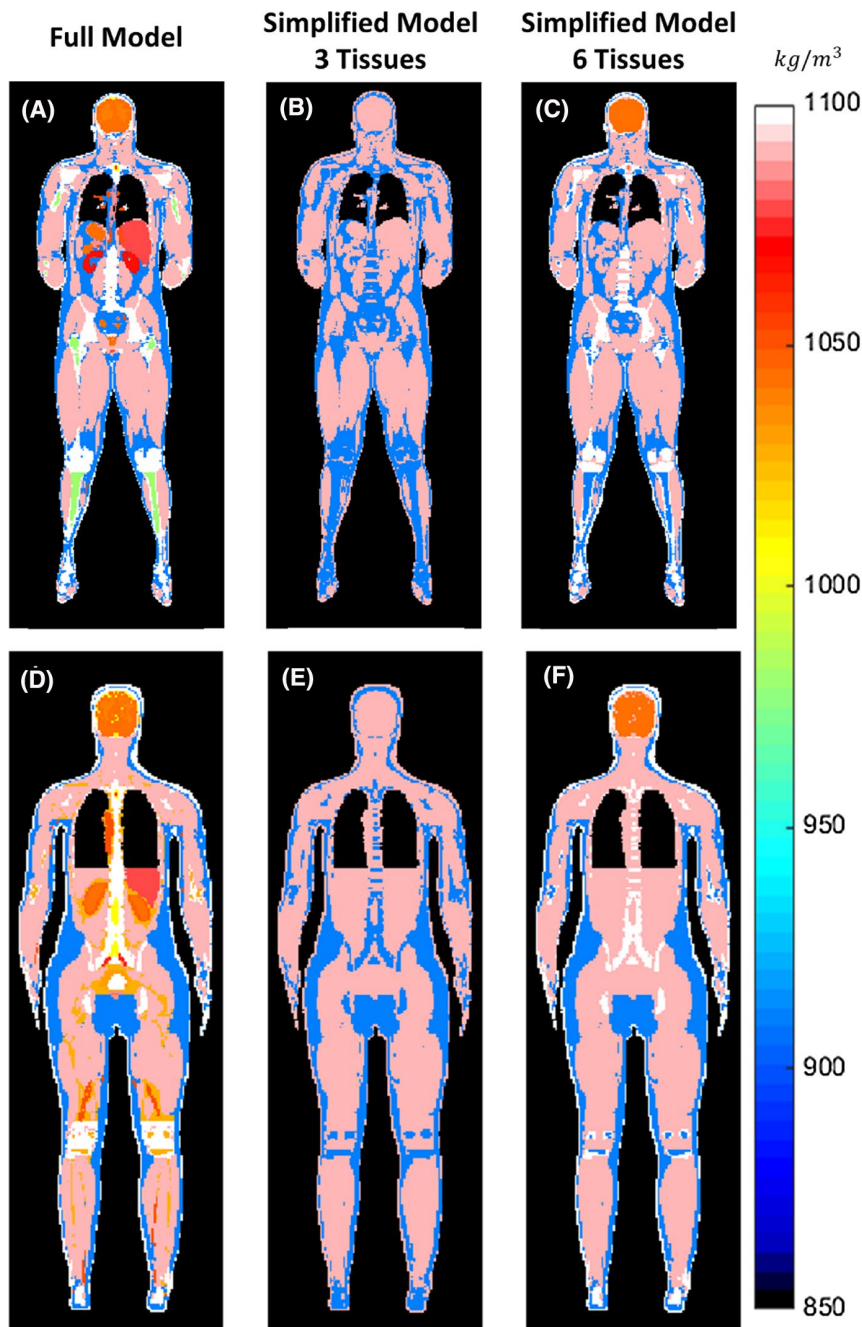 Full Model
Simplified Model
3 Tissues
Simplified Model
6 Tissues
kg/m³
(A)
(B)
(C)
1100
1050
1000
950
900
850
(D)
(E)
(F)